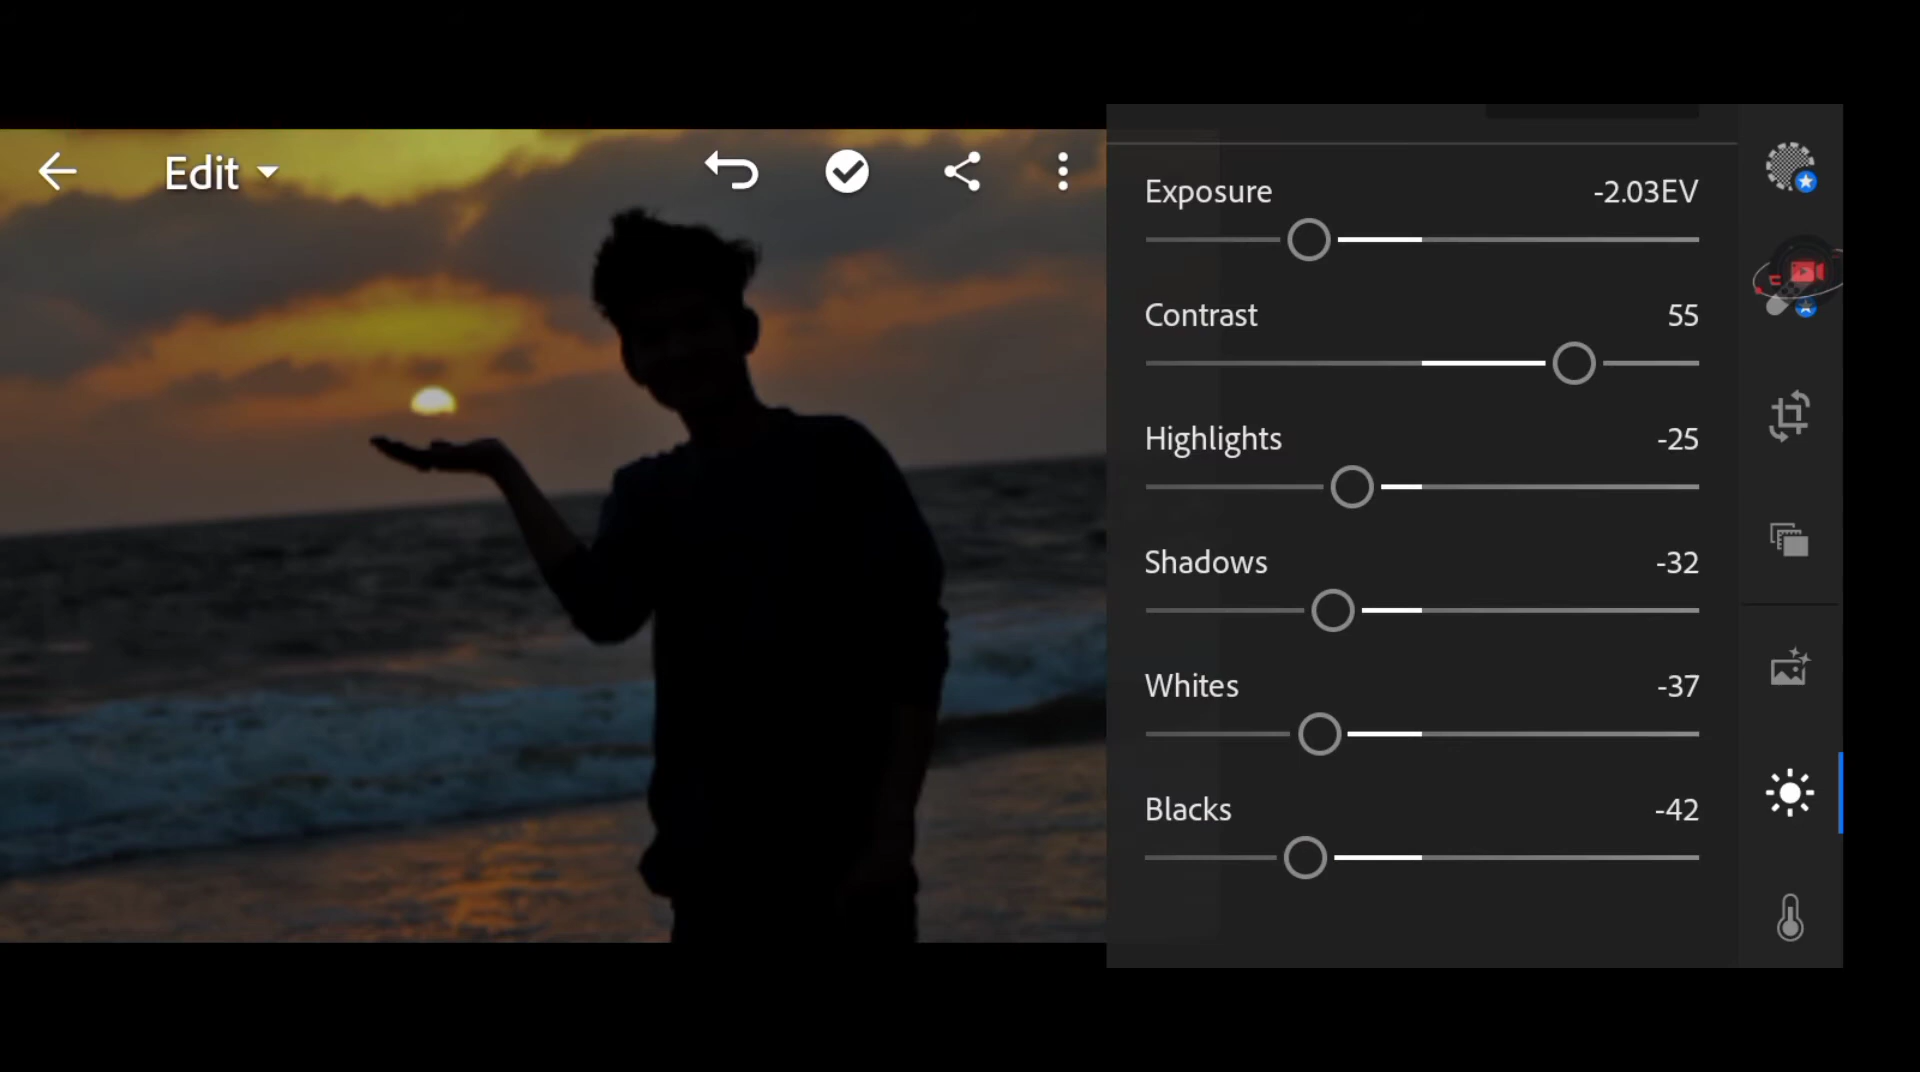 Edit
Exposure -2.03EV
Contrast 55
Highlights -25
Shadows -32
Whites -37
Blacks -42